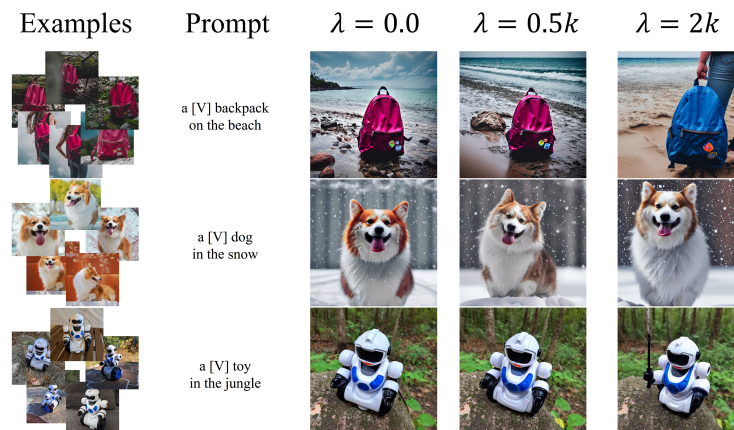 Examples Prompt λ = 0.0 λ = 0.5k λ = 2k
a [V] backpack
on the beach
a [V] dog
in the snow
a [V] toy
in the jungle